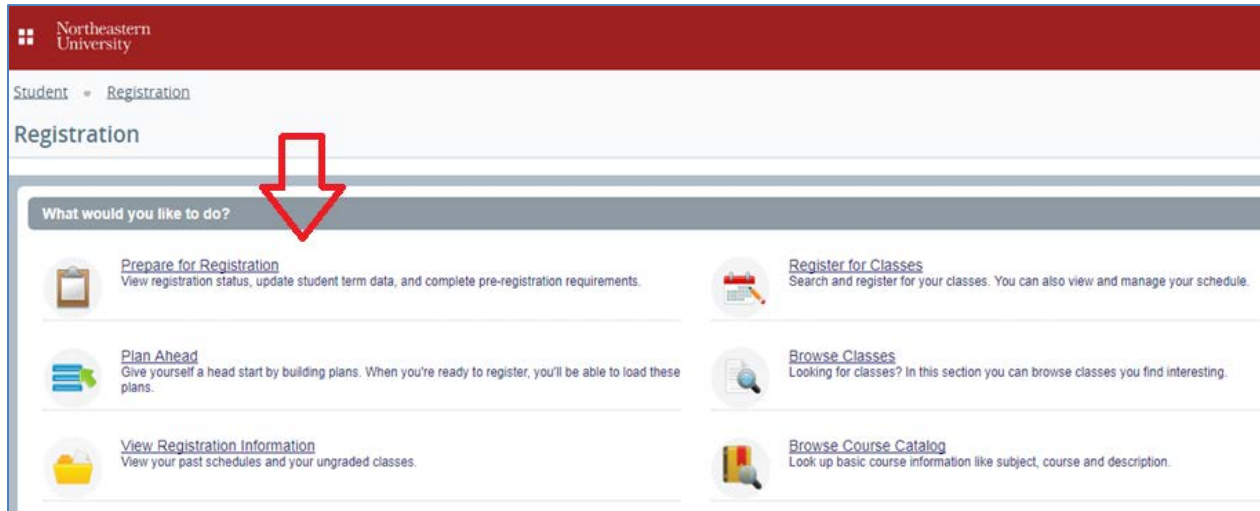 Northeastern
University
Student • Registration
Registration
What would you like to do?
Prepare for Registration
View registration status, update student term data, and complete pre-registration requirements.
Register for Classes
Search and register for your classes. You can also view and manage your schedule.
Plan Ahead
Give yourself a head start by building plans. When you're ready to register, you'll be able to load these
plans.
Browse Classes
Looking for classes? In this section you can browse classes you find interesting.
View Registration Information
View your past schedules and your ungraded classes.
Browse Course Catalog
Look up basic course information like subject, course and description.